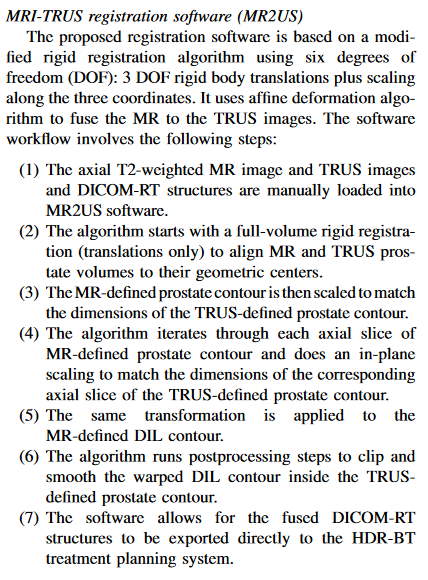 MRI-TRUS registration software (MR2US)
The proposed registration software is based on a modi-
fied rigid registration algorithm using six degrees of
freedom (DOF): 3 DOF rigid body translations plus scaling
along the three coordinates. It uses affine deformation algo-
rithm to fuse the MR to the TRUS images. The software
workflow involves the following steps:
(1) The axial T2-weighted MR image and TRUS images
and DICOM-RT structures are manually loaded into
MR2US software.
(2) The algorithm starts with a full-volume rigid registra-
tion (translations only) to align MR and TRUS pros-
tate volumes to their geometric centers.
(3) The MR-defined prostate contour is then scaled to match
the dimensions of the TRUS-defined prostate contour.
(4) The algorithm iterates through each axial slice of
MR-defined prostate contour and does an in-plane
scaling to match the dimensions of the corresponding
axial slice of the TRUS-defined prostate contour.
(5) The same transformation is applied to the
MR-defined DIL contour.
(6) The algorithm runs postprocessing steps to clip and
smooth the warped DIL contour inside the TRUS-
defined prostate contour.
(7) The software allows for the fused DICOM-RT
structures to be exported directly to the HDR-BT
treatment planning system.